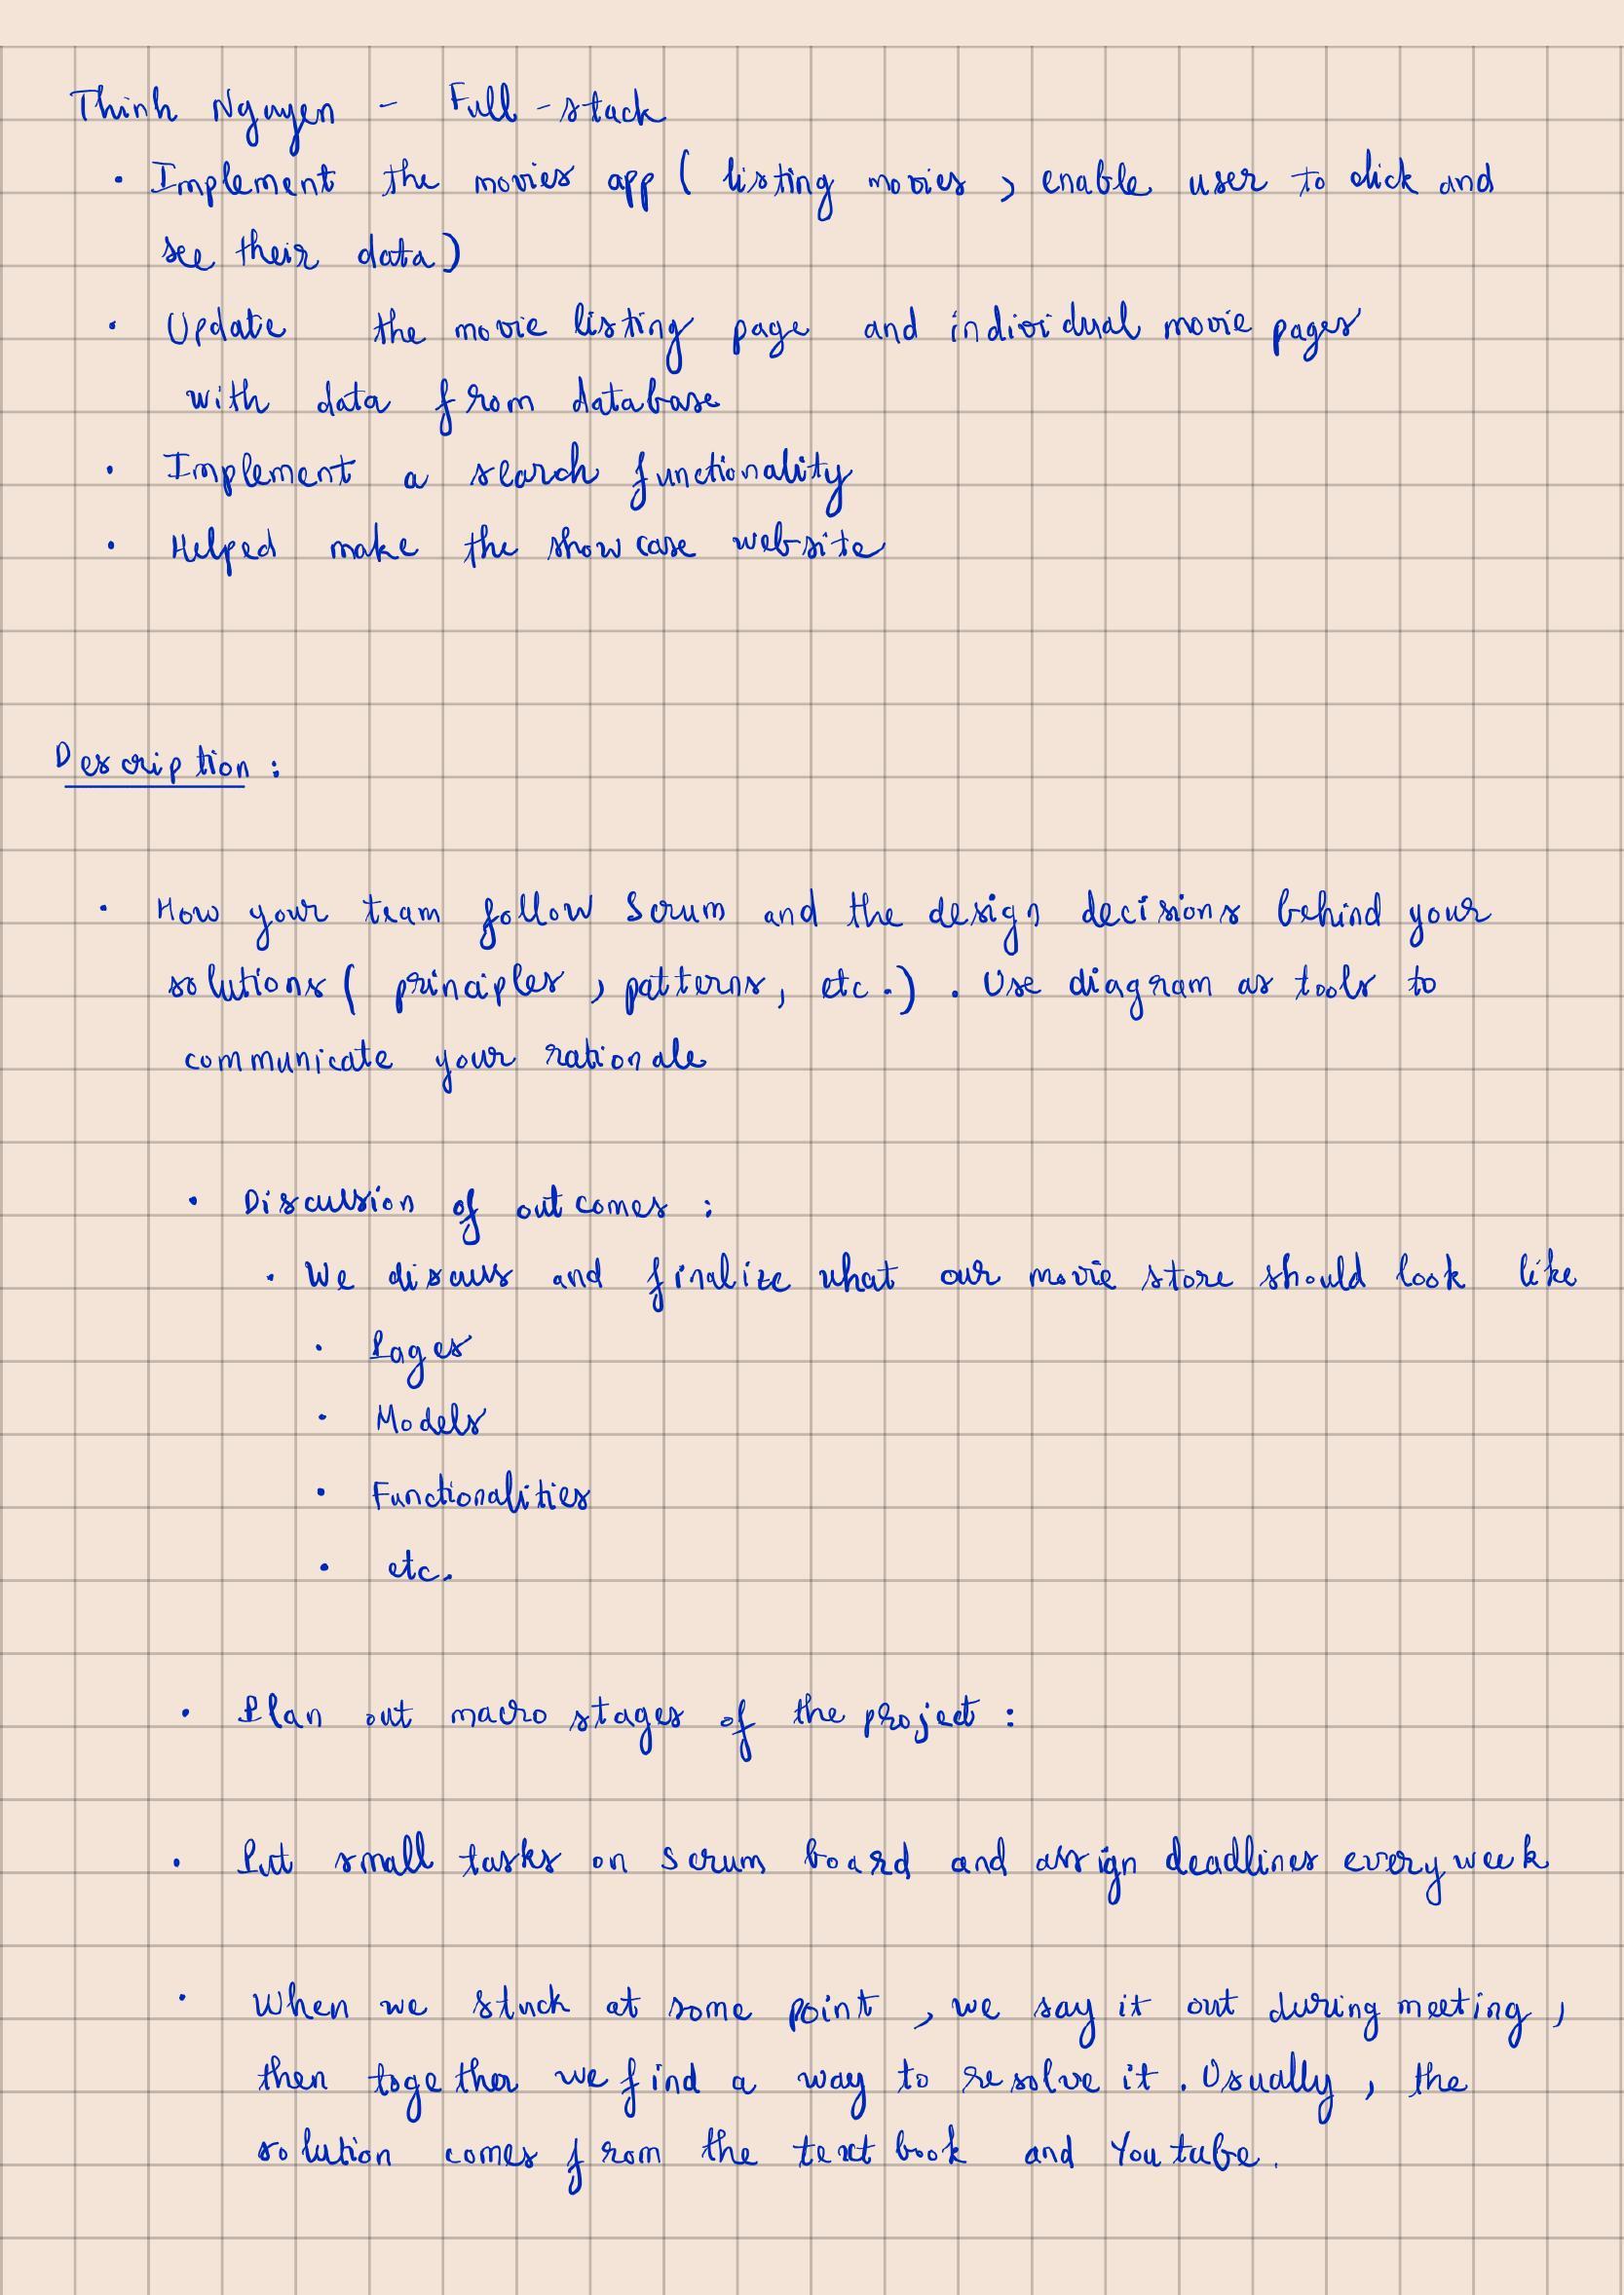 Thinh Nguyen - Full-stack
• Implement the movies app ( listing movies , enable user to click and
see their data)
• Update the movie listing page and individual movie pages
with data from database
• Implement a search functionality
• Helped make the showcase website
Description :
• How your team follow Scrum and the design decisions behind your
solutions ( principles , patterns, etc.) . Use diagram as tools to
communicate your rationale
• Discussion of outcomes :
• We discuss and finalize what our movie store should look like
• Pages
• Models
• Functionalities
• etc.
• Plan out macro stages of the project :
• Put small tasks on scrum board and assign deadlines every week
• When we stuck at some point , we say it out during meeting ,
then together we find a way to resolve it . Usually , the
solution comes from the text book and Youtube.